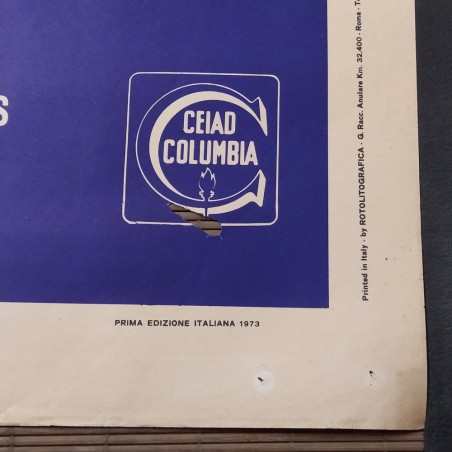 S
CEIAD
COLUMBIA
PRIMA EDIZIONE ITALIANA 1973
Printed in Italy - by ROTOLITOGRAFICA - G. Racc. Anulare Km. 32,400 - Roma -